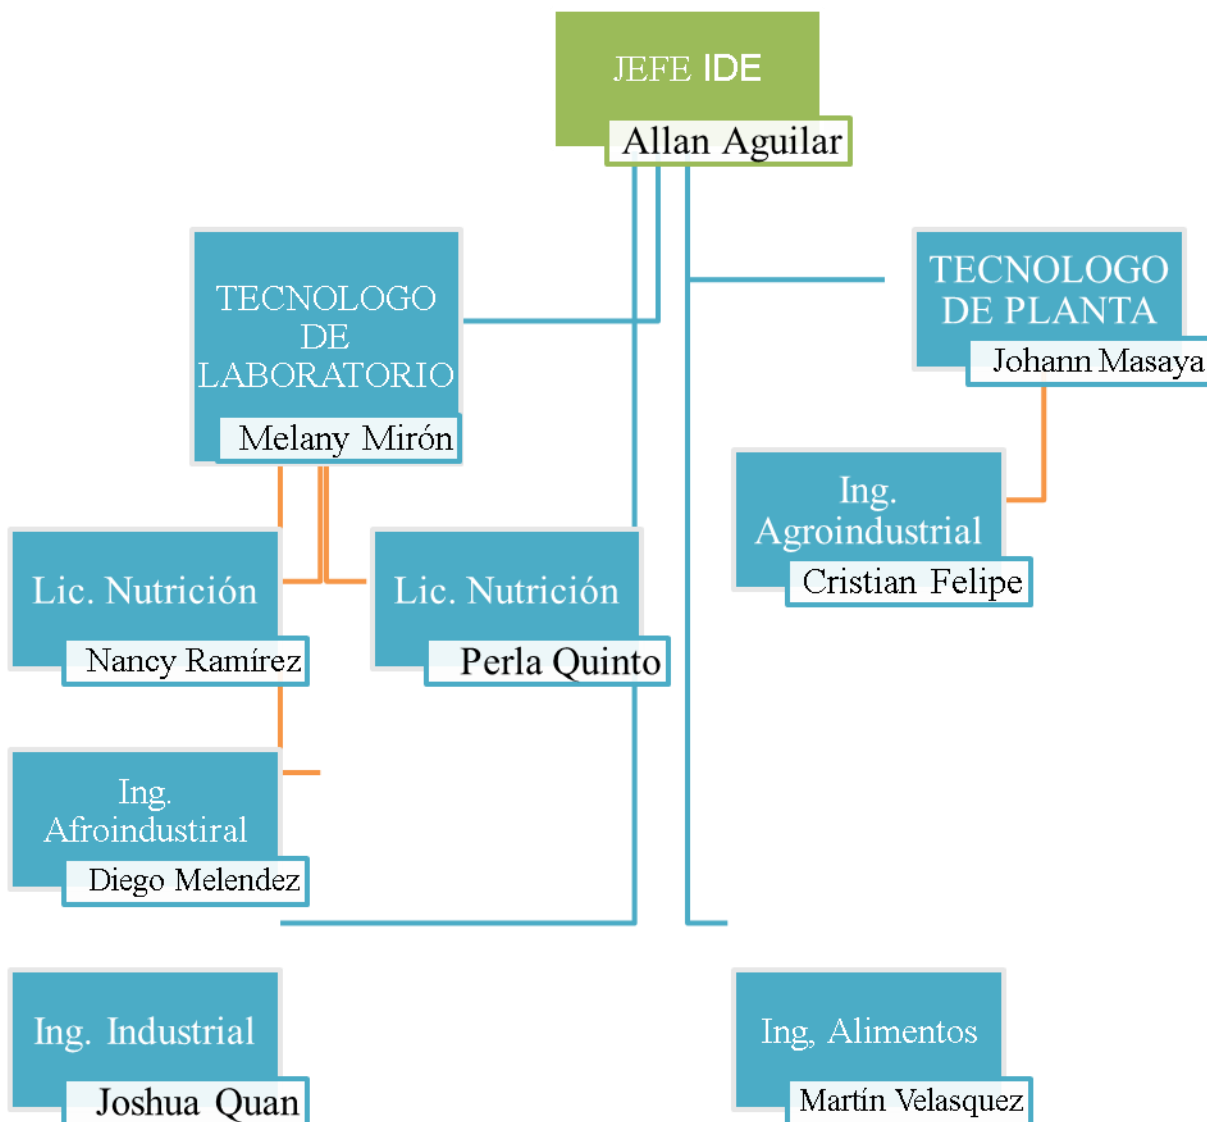 JEFE IDE
Allan Aguilar
TECNOLOGO
DE
LABORATORIO
Melany Mirón
TECNOLOGO
DE PLANTA
Johann Masaya
Ing.
Agroindustrial
Cristian Felipe
Lic. Nutrición
Nancy Ramírez
Lic. Nutrición
Perla Quinto
Ing.
Afroindustiral
Diego Melendez
Ing. Industrial
Joshua Quan
Ing, Alimentos
Martín Velasquez